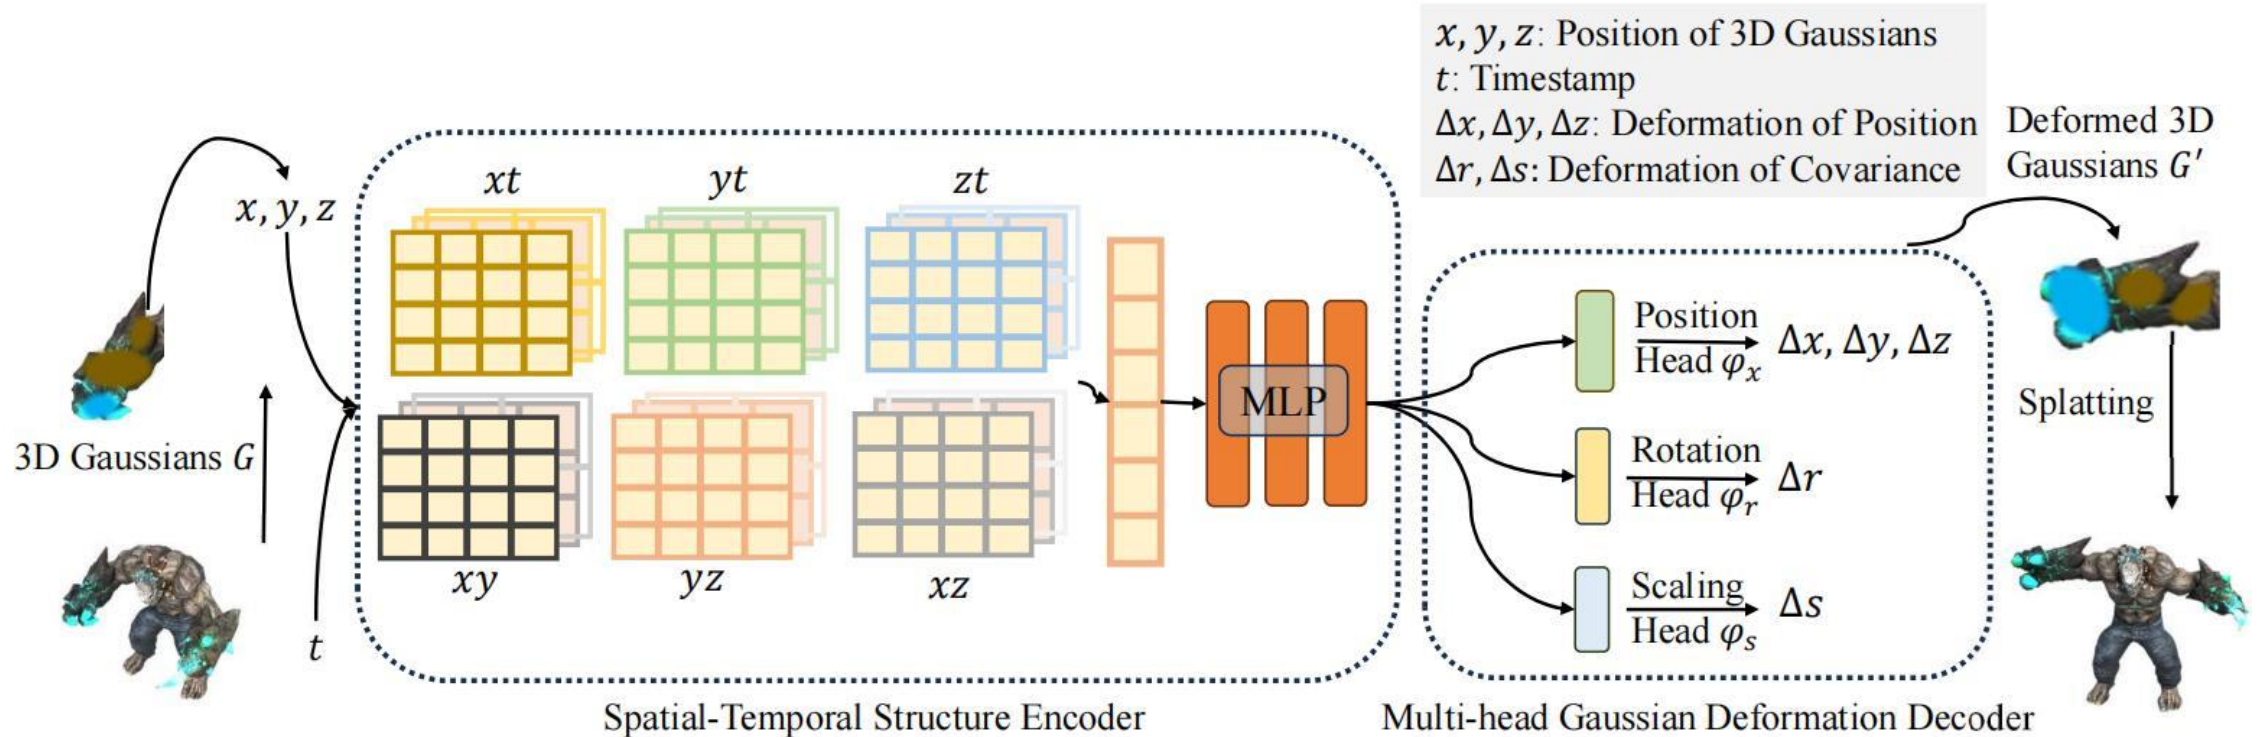 x, y, z: Position of 3D Gaussians
t: Timestamp
Δx, Δy, Δz: Deformation of Position
Δr, Δs: Deformation of Covariance
Deformed 3D
Gaussians G′
x, y, z
xt
yt
zt
3D Gaussians G
t
xy
yz
xz
MLP
Position
Head φₓ
Δx, Δy, Δz
Rotation
Head φᵣ
Δr
Scaling
Head φₛ
Δs
Splatting
Spatial-Temporal Structure Encoder
Multi-head Gaussian Deformation Decoder